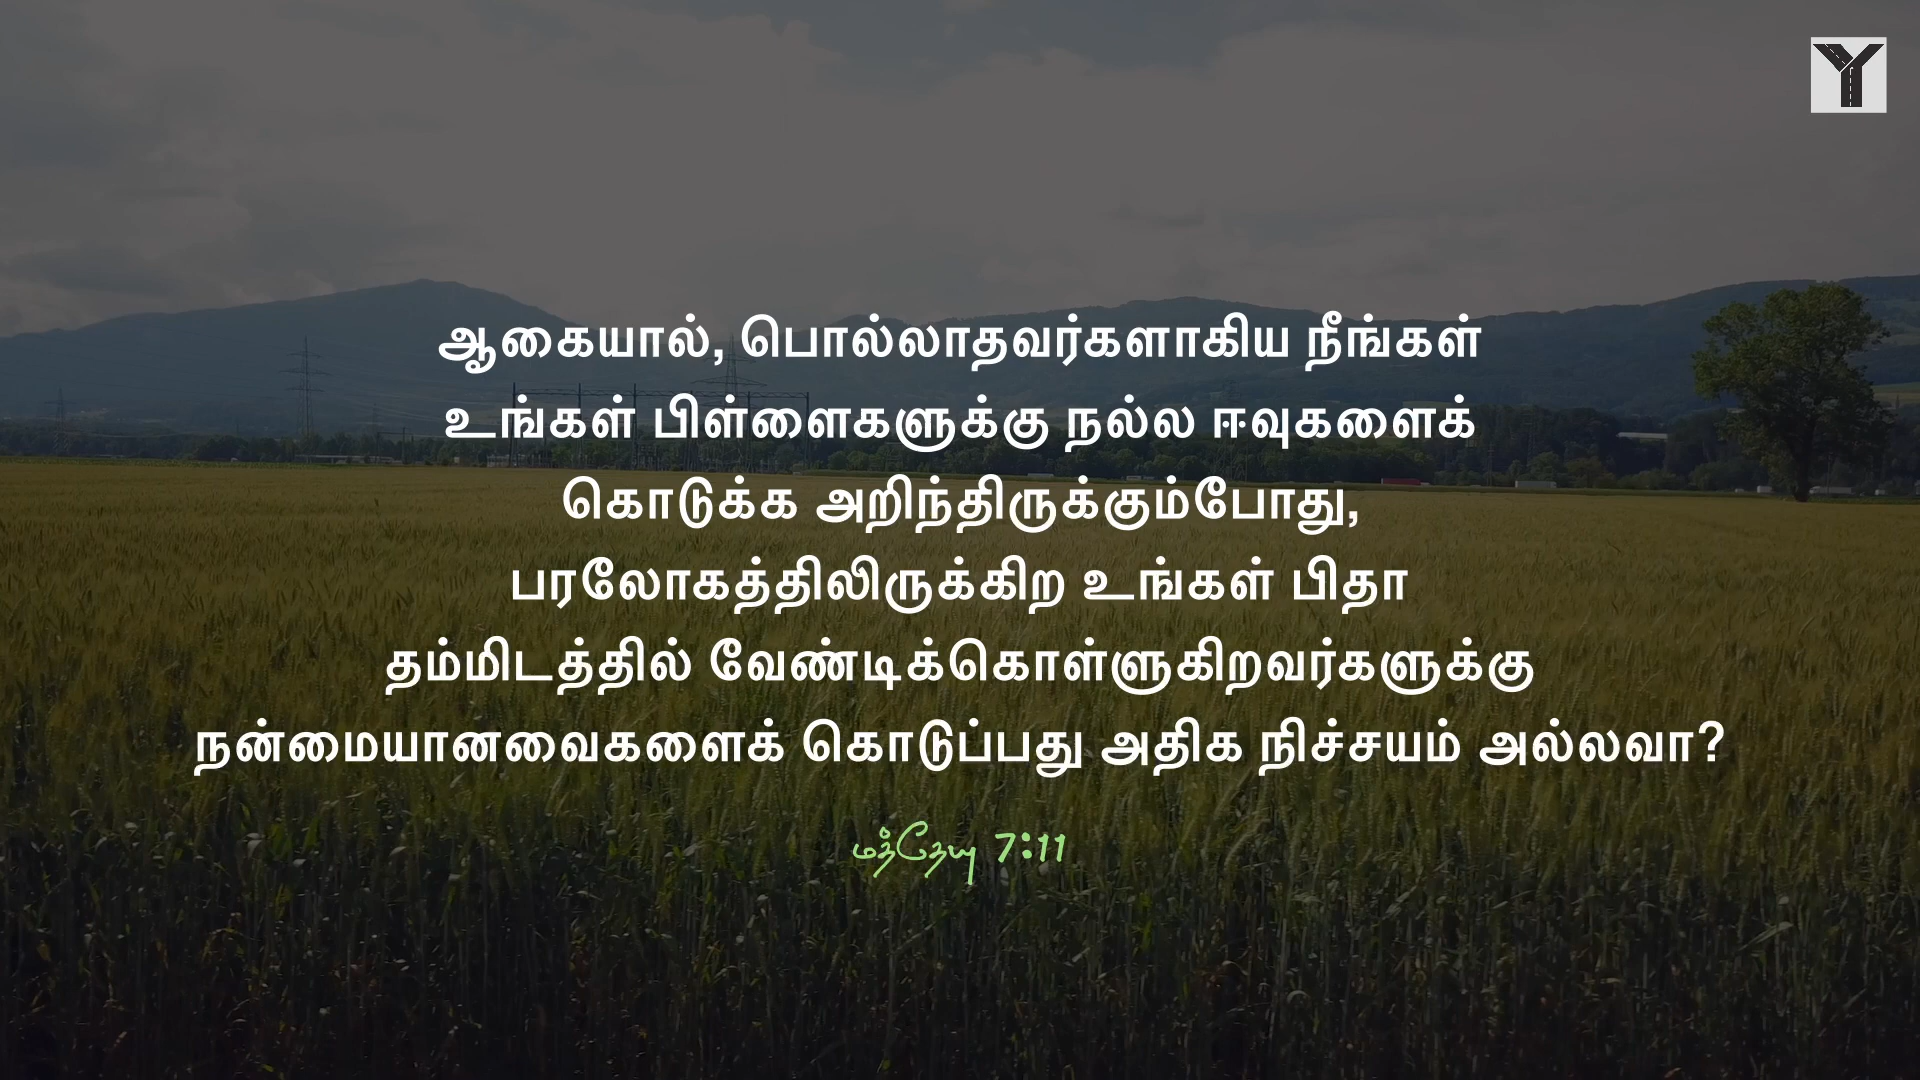 ஆகையால், பொல்லாதவர்களாகிய நீங்கள்
உங்கள் பிள்ளைகளுக்கு நல்ல ஈவுகளைக்
கொடுக்க அறிந்திருக்கும்போது,
பரலோகத்திலிருக்கிற உங்கள் பிதா
தம்மிடத்தில் வேண்டிக்கொள்ளுகிறவர்களுக்கு
நன்மையானவைகளைக் கொடுப்பது அதிக நிச்சயம் அல்லவா?
மத்தேயு 7:11